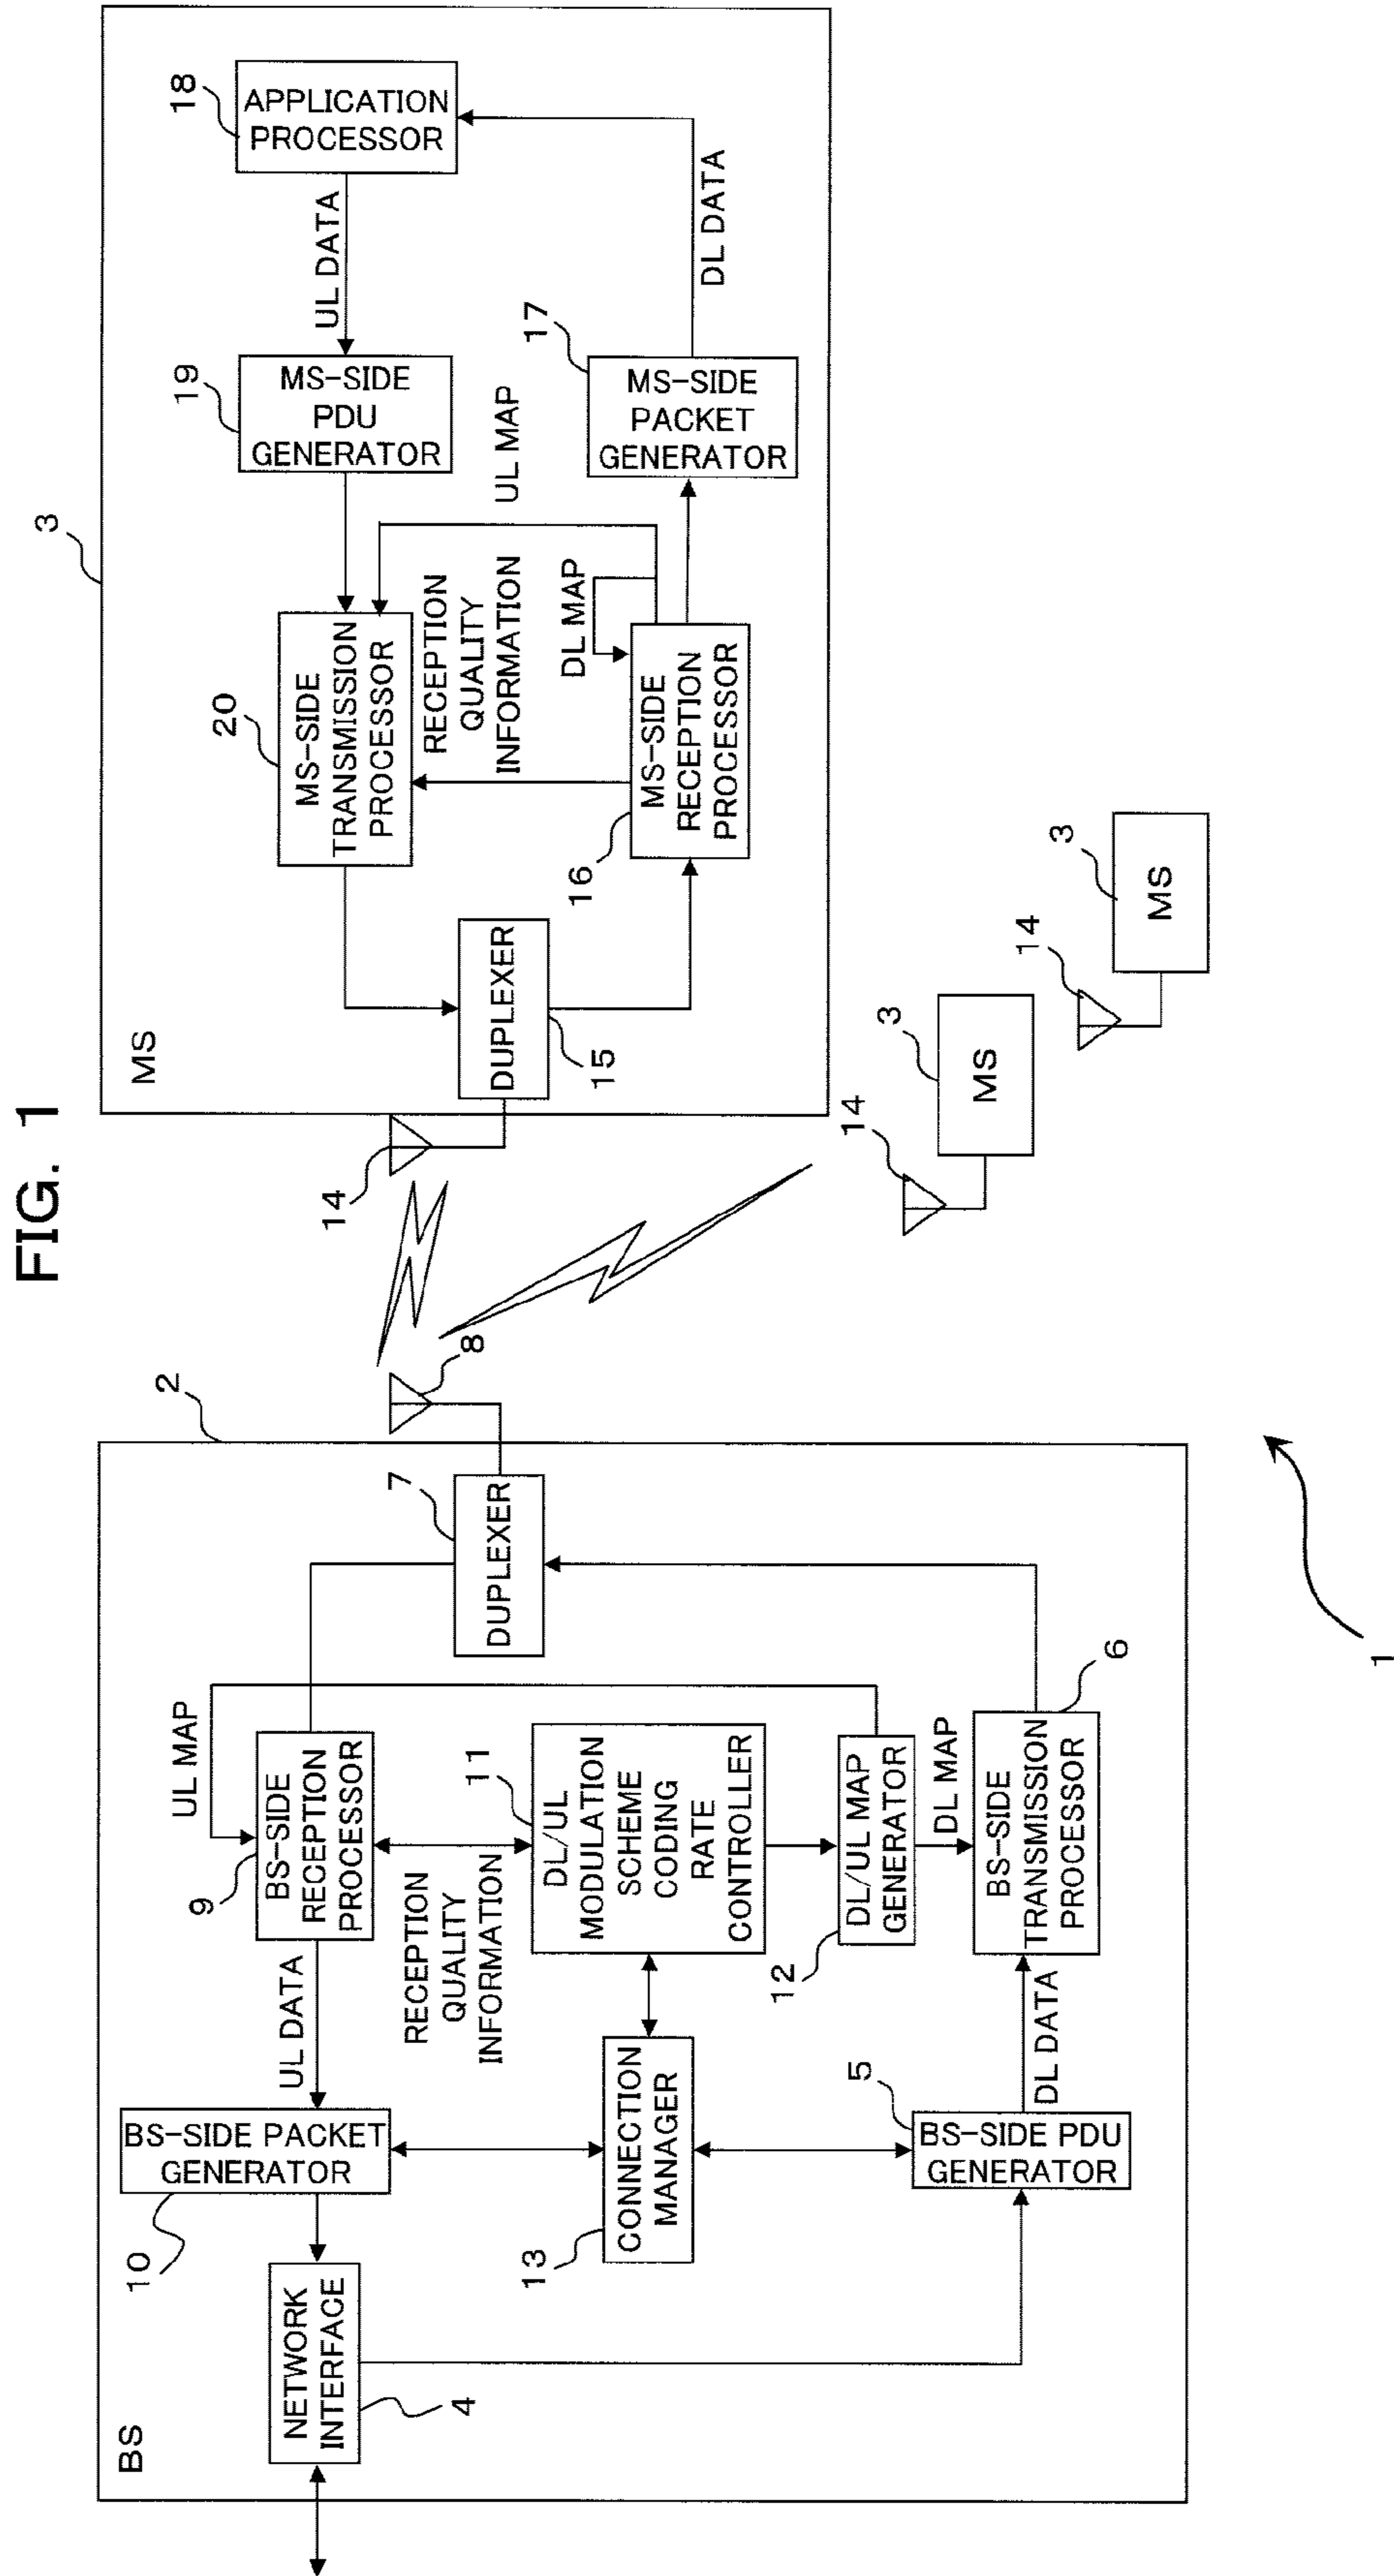 FIG. 1
1
BS
2
NETWORK
INTERFACE
4
BS-SIDE PACKET
GENERATOR
10
UL DATA
BS-SIDE
RECEPTION
PROCESSOR
9
UL MAP
RECEPTION
QUALITY
INFORMATION
DL/UL
MODULATION
SCHEME
CODING
RATE
CONTROLLER
11
CONNECTION
MANAGER
13
DL/UL MAP
GENERATOR
12
DL MAP
BS-SIDE PDU
GENERATOR
5
DL DATA
BS-SIDE
TRANSMISSION
PROCESSOR
6
DUPLEXER
7
8
MS
3
14
DUPLEXER
15
MS-SIDE
TRANSMISSION
PROCESSOR
20
RECEPTION
QUALITY
INFORMATION
UL MAP
DL MAP
MS-SIDE
RECEPTION
PROCESSOR
16
MS-SIDE
PDU
GENERATOR
19
UL DATA
APPLICATION
PROCESSOR
18
MS-SIDE
PACKET
GENERATOR
17
DL DATA
14
3
MS
14
3
MS